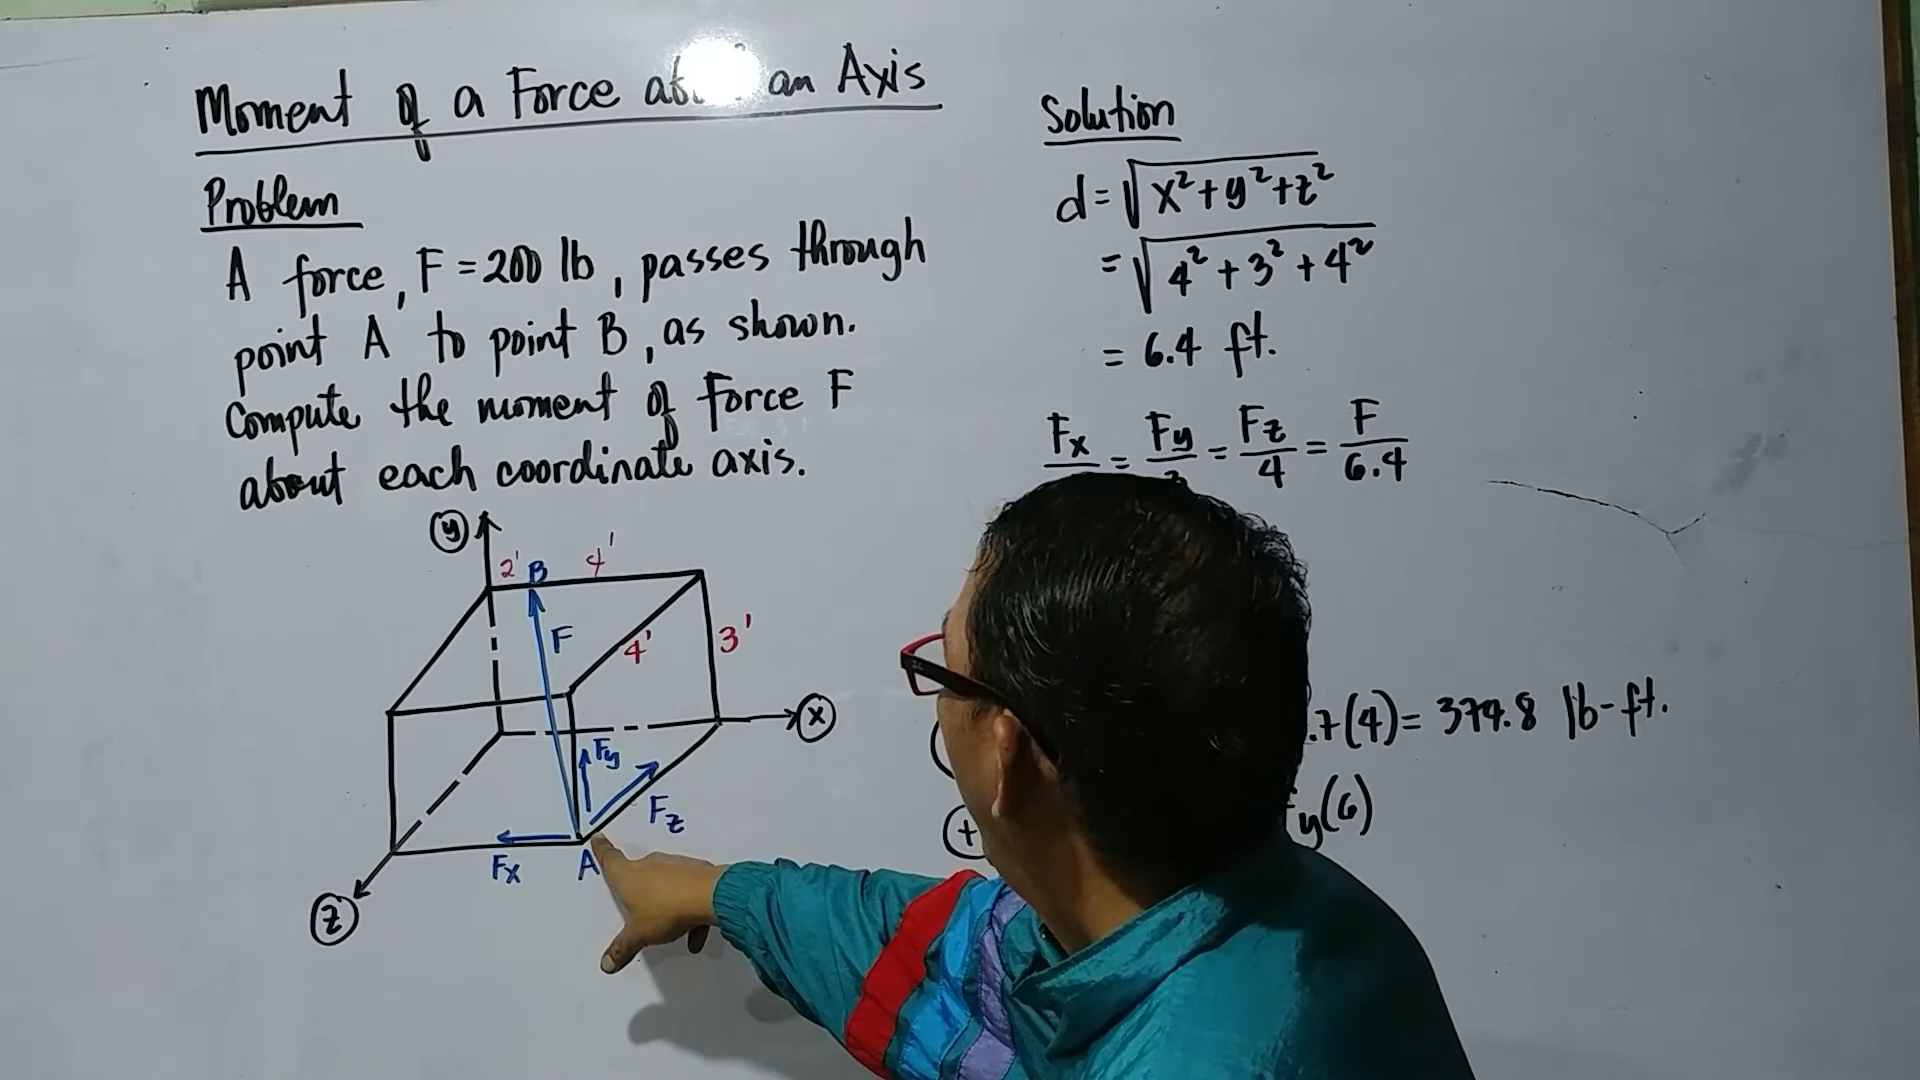 Moment of a Force an Axis
Problem
A force, F = 200 lb, passes through
point A to point B, as shown.
Compute the moment of Force F
about each coordinate axis.
y
2'
B
4'
F
4'
3'
x
Fy
Fz
Fx
A
z
Solution
d = √x²+y²+z²
= √4²+3²+4²
= 6.4 ft.
Fx = Fy/ = Fz/4 = F/6.4
.7(4) = 379.8 lb-ft.
(+
y(6)